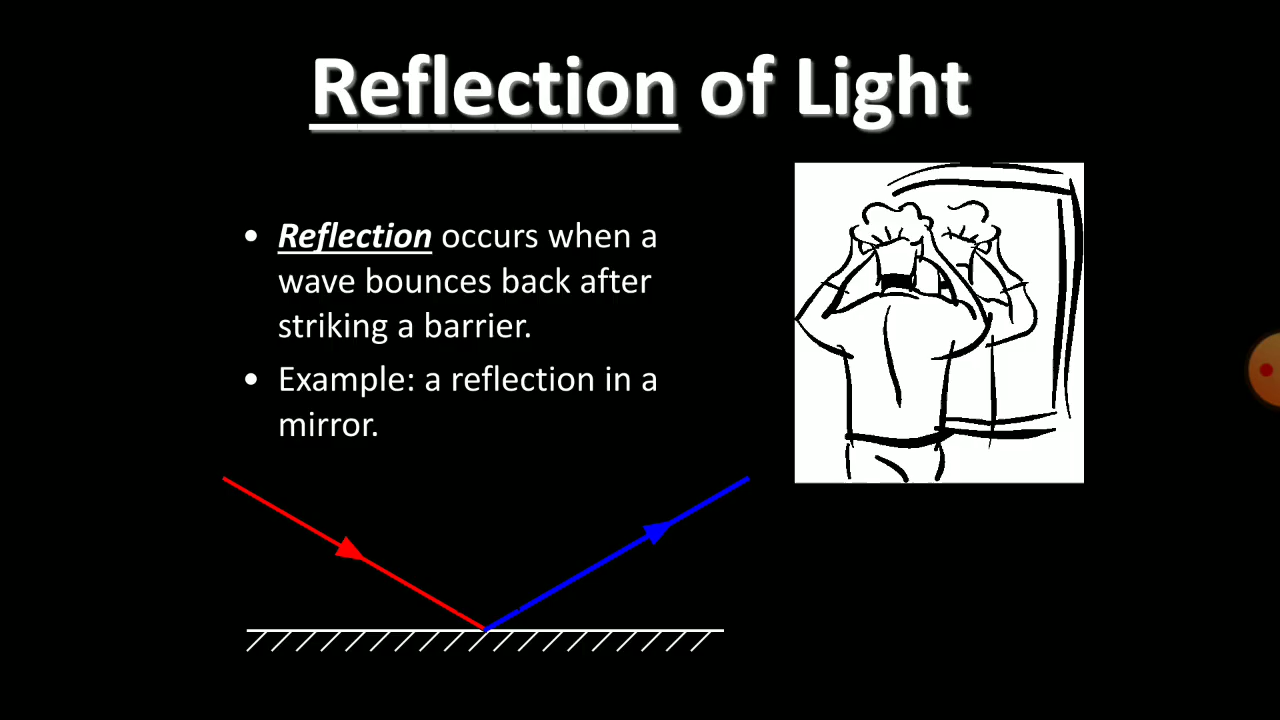 Reflection of Light
• Reflection occurs when a
wave bounces back after
striking a barrier.
• Example: a reflection in a
mirror.